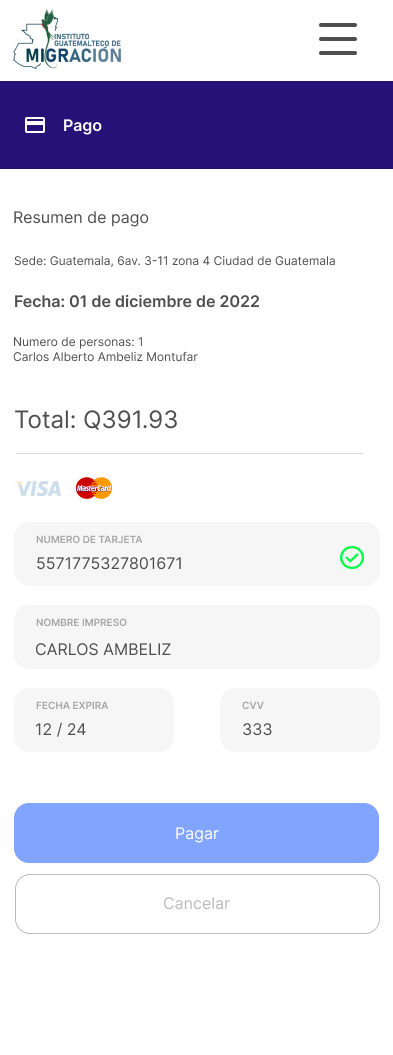 INSTITUTO
GUATEMALTECO DE
MIGRACIÓN
Pago
Resumen de pago
Sede: Guatemala, 6av. 3-11 zona 4 Ciudad de Guatemala
Fecha: 01 de diciembre de 2022
Numero de personas: 1
Carlos Alberto Ambeliz Montufar
Total: Q391.93
VISA MasterCard
NUMERO DE TARJETA
5571775327801671
NOMBRE IMPRESO
CARLOS AMBELIZ
FECHA EXPIRA CVV
12 / 24 333
Pagar
Cancelar